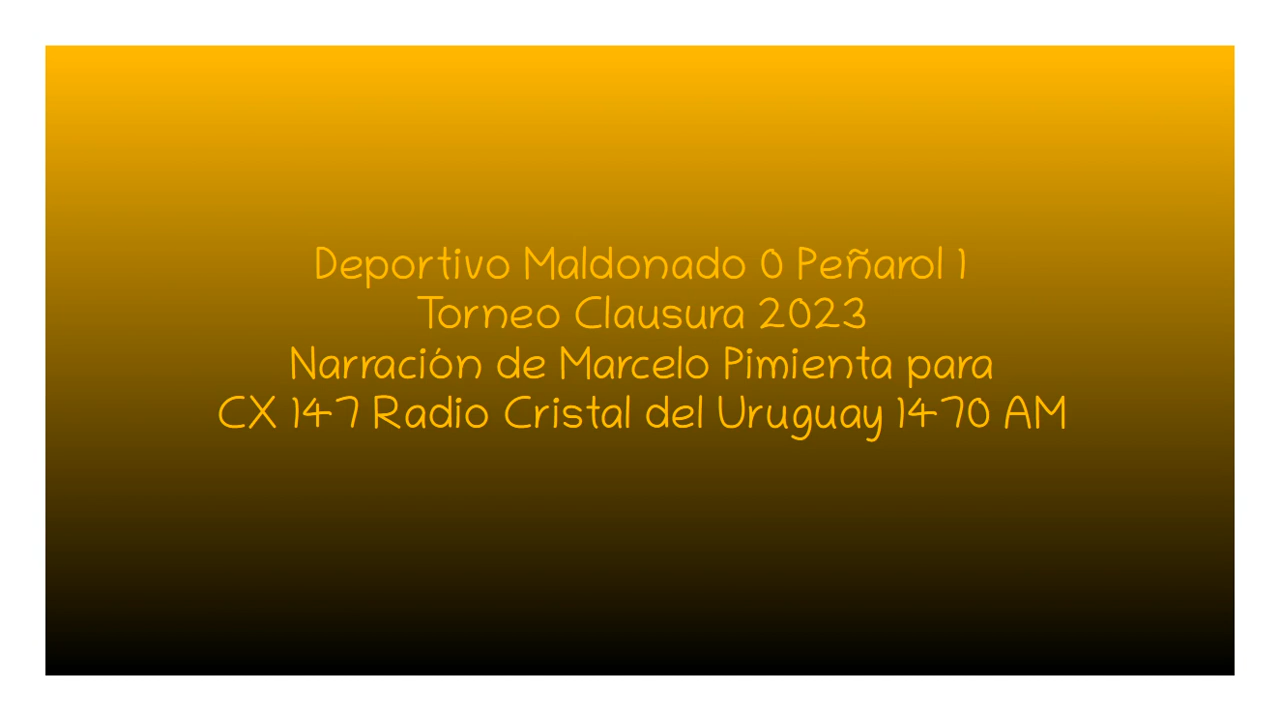 Deportivo Maldonado 0 Peñarol 1
Torneo Clausura 2023
Narración de Marcelo Pimienta para
CX 147 Radio Cristal del Uruguay 1470 AM